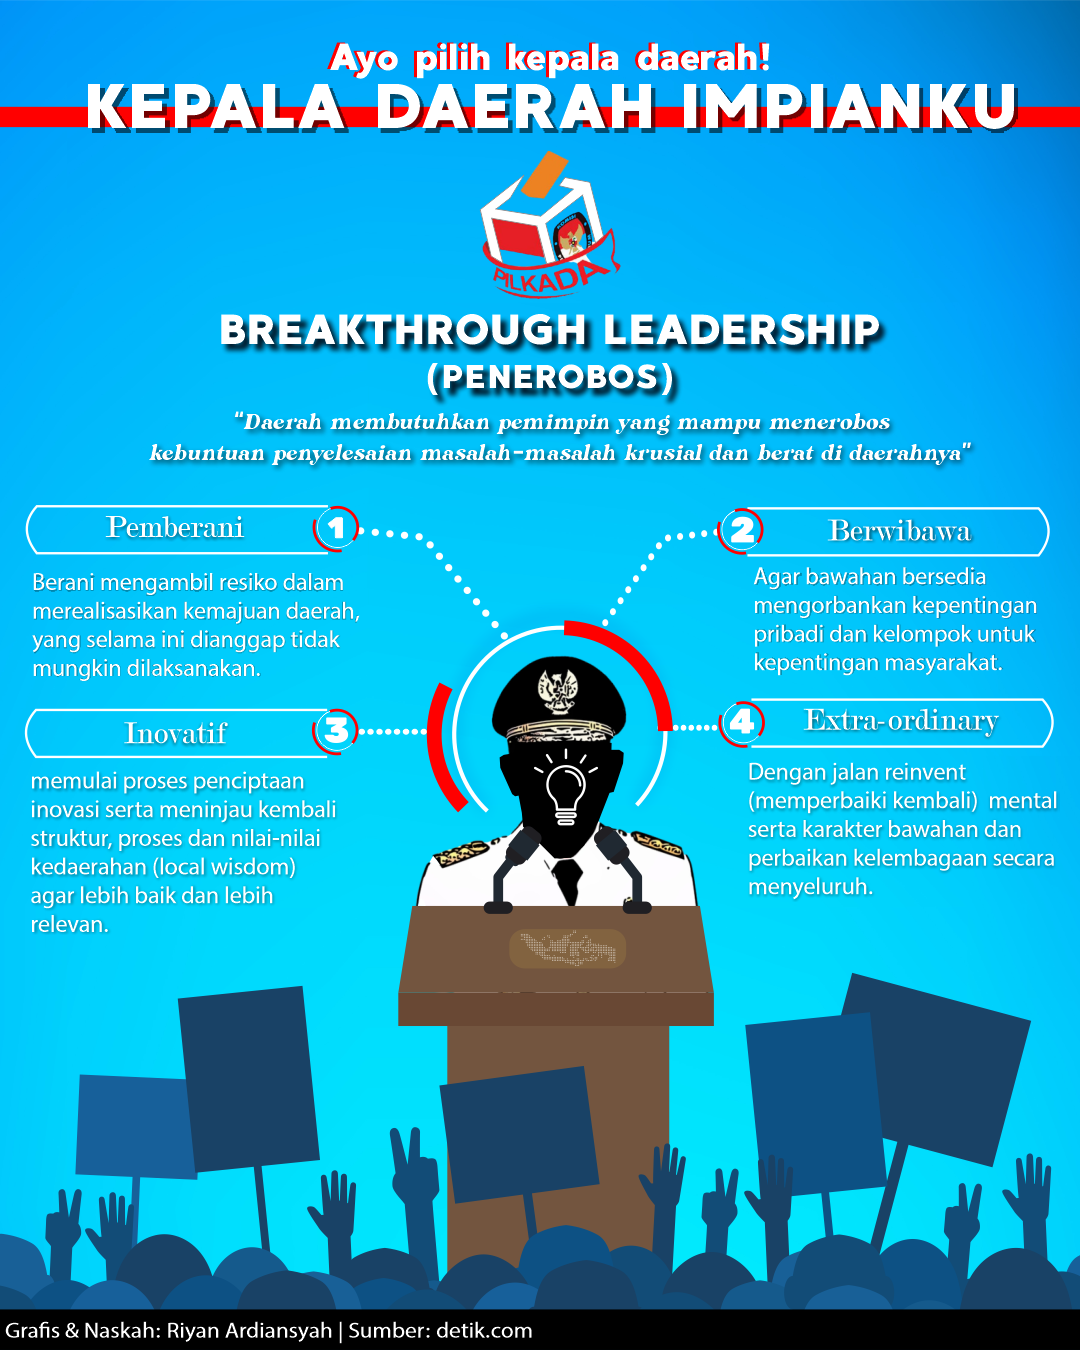 Ayo pilih kepala daerah!
KEPALA DAERAH IMPIANKU
PILKADA
BREAKTHROUGH LEADERSHIP
(PENEROBOS)
"Daerah membutuhkan pemimpin yang mampu menerobos
kebuntuan penyelesaian masalah-masalah krusial dan berat di daerahnya"
Pemberani 1
Berani mengambil resiko dalam
merealisasikan kemajuan daerah,
yang selama ini dianggap tidak
mungkin dilaksanakan.
2 Berwibawa
Agar bawahan bersedia
mengorbankan kepentingan
pribadi dan kelompok untuk
kepentingan masyarakat.
Inovatif 3
memulai proses penciptaan
inovasi serta meninjau kembali
struktur, proses dan nilai-nilai
kedaerahan (local wisdom)
agar lebih baik dan lebih
relevan.
4 Extra-ordinary
Dengan jalan reinvent
(memperbaiki kembali) mental
serta karakter bawahan dan
perbaikan kelembagaan secara
menyeluruh.
Grafis & Naskah: Riyan Ardiansyah | Sumber: detik.com